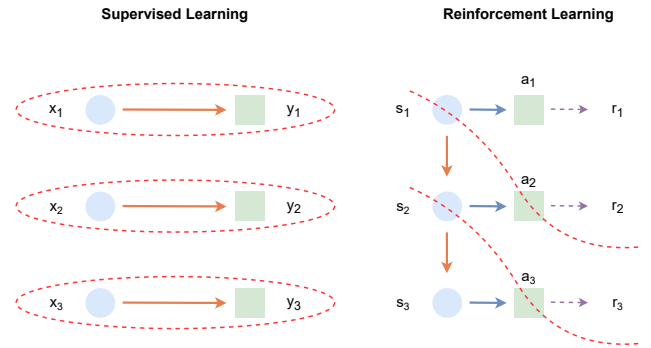 Supervised Learning
Reinforcement Learning
x1
y1
s1
a1
r1
x2
y2
s2
a2
r2
x3
y3
s3
a3
r3